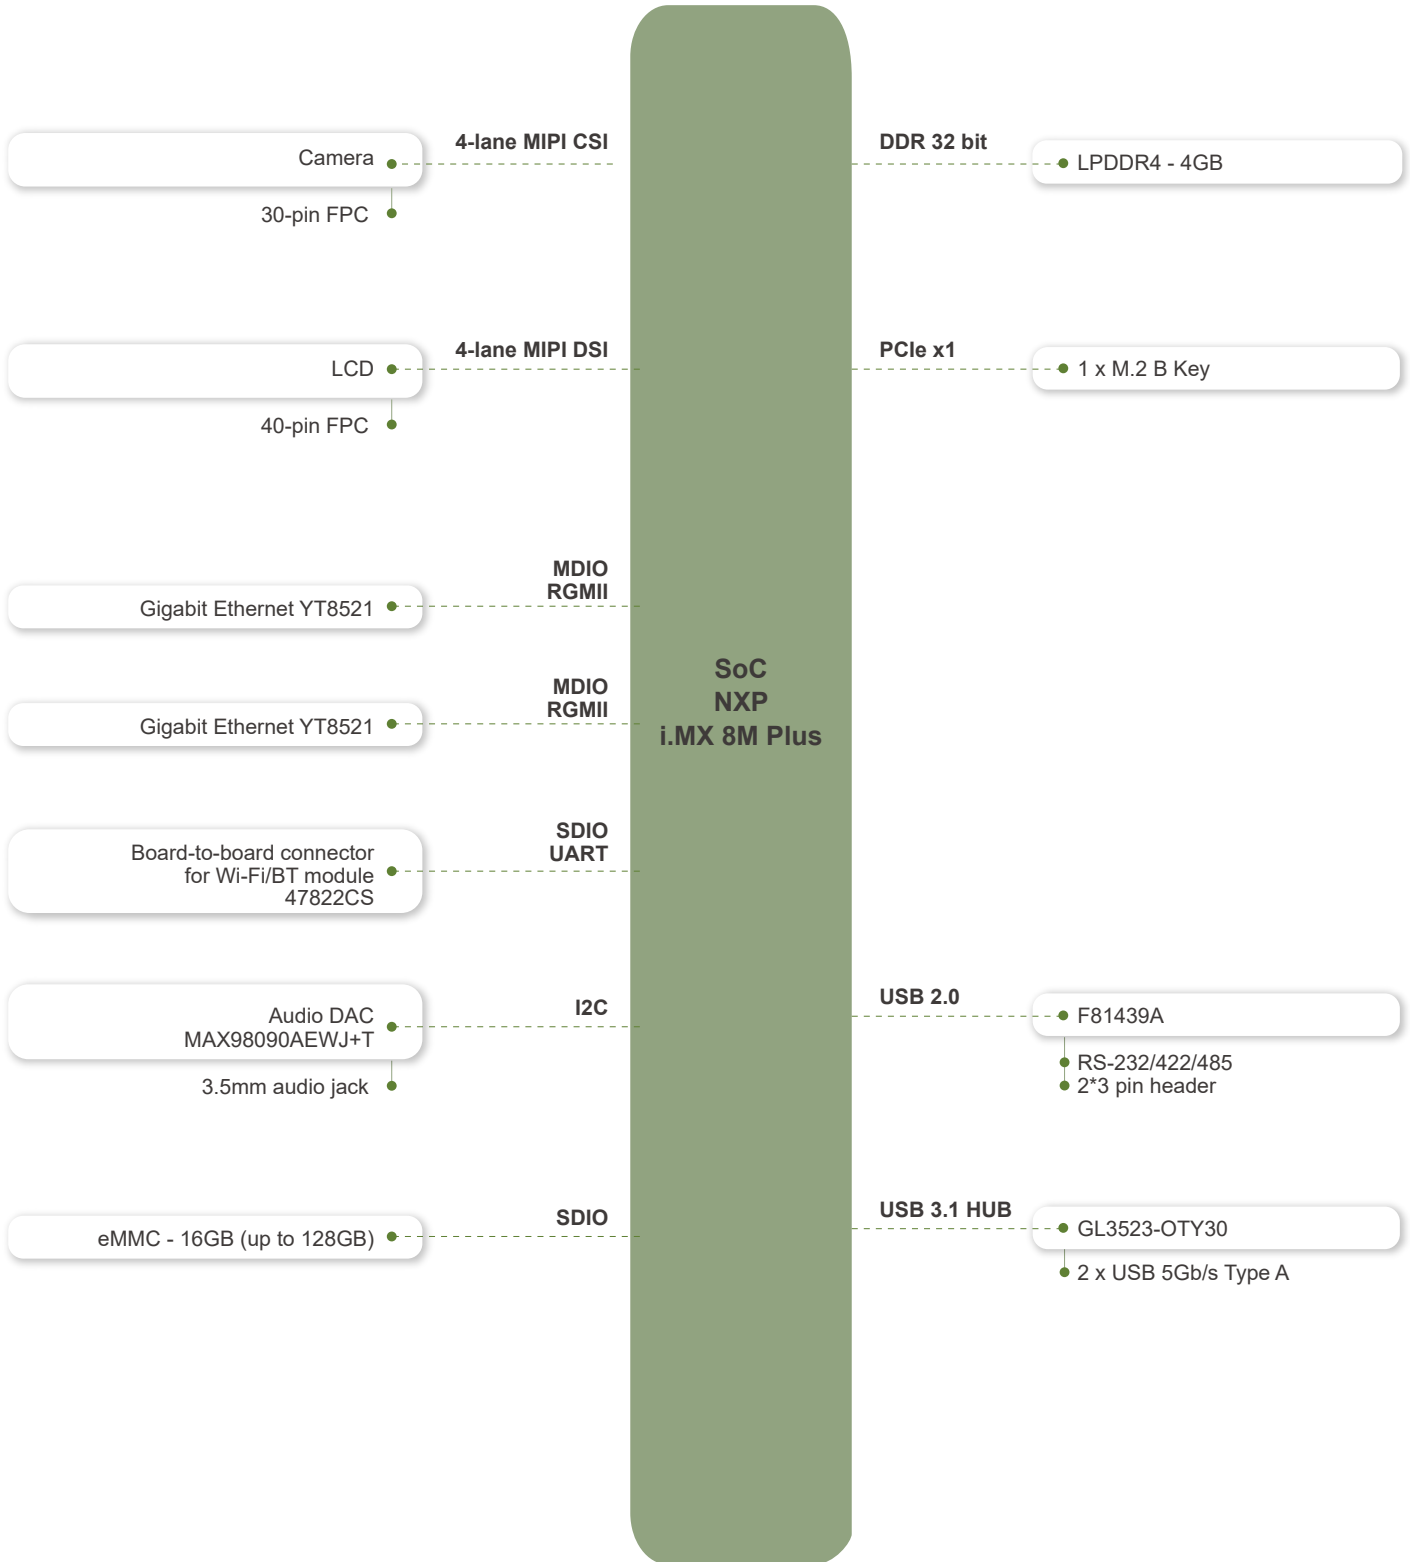 4-lane MIPI CSI
Camera
30-pin FPC
4-lane MIPI DSI
LCD
40-pin FPC
MDIO
RGMII
Gigabit Ethernet YT8521
MDIO
RGMII
Gigabit Ethernet YT8521
SDIO
UART
Board-to-board connector
for Wi-Fi/BT module
47822CS
I2C
Audio DAC
MAX98090AEWJ+T
3.5mm audio jack
SDIO
eMMC - 16GB (up to 128GB)
SoC
NXP
i.MX 8M Plus
DDR 32 bit
LPDDR4 - 4GB
PCIe x1
1 x M.2 B Key
USB 2.0
F81439A
RS-232/422/485
2*3 pin header
USB 3.1 HUB
GL3523-OTY30
2 x USB 5Gb/s Type A